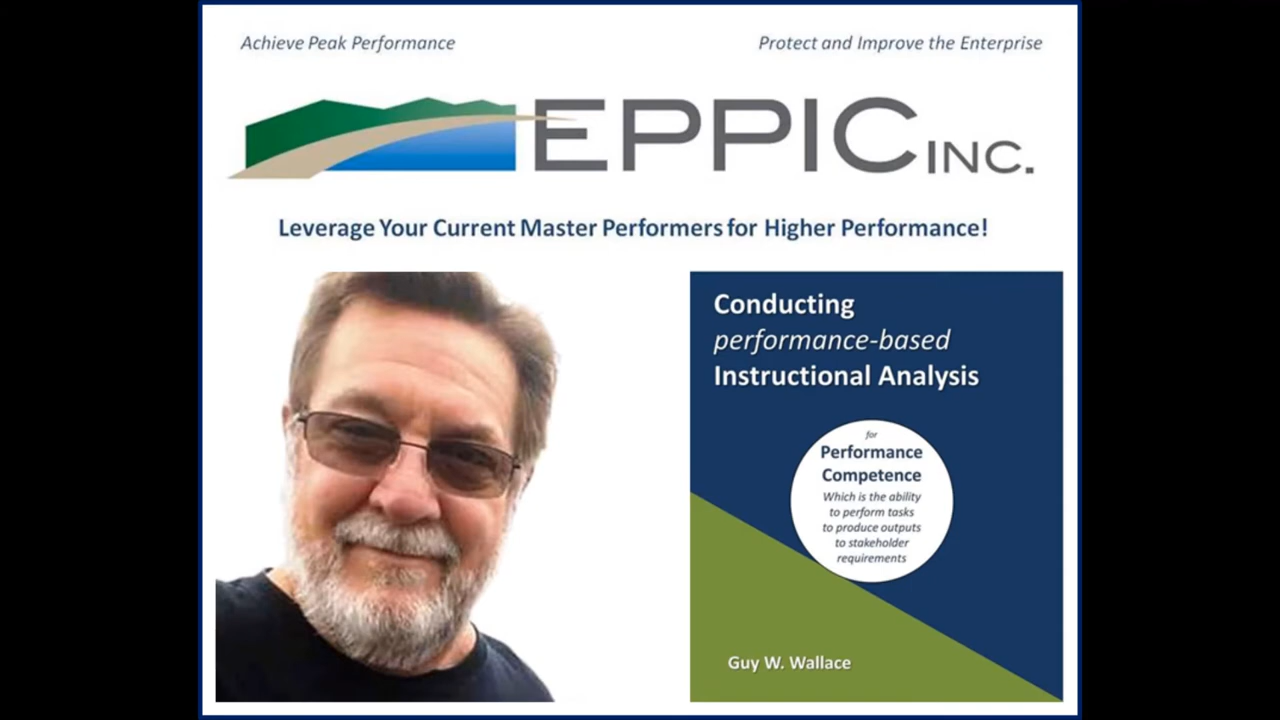 Achieve Peak Performance
Protect and Improve the Enterprise
EPPIC INC.
Leverage Your Current Master Performers for Higher Performance!
Conducting
performance-based
Instructional Analysis
for
Performance
Competence
Which is the ability
to perform tasks
to produce outputs
to stakeholder
requirements
Guy W. Wallace